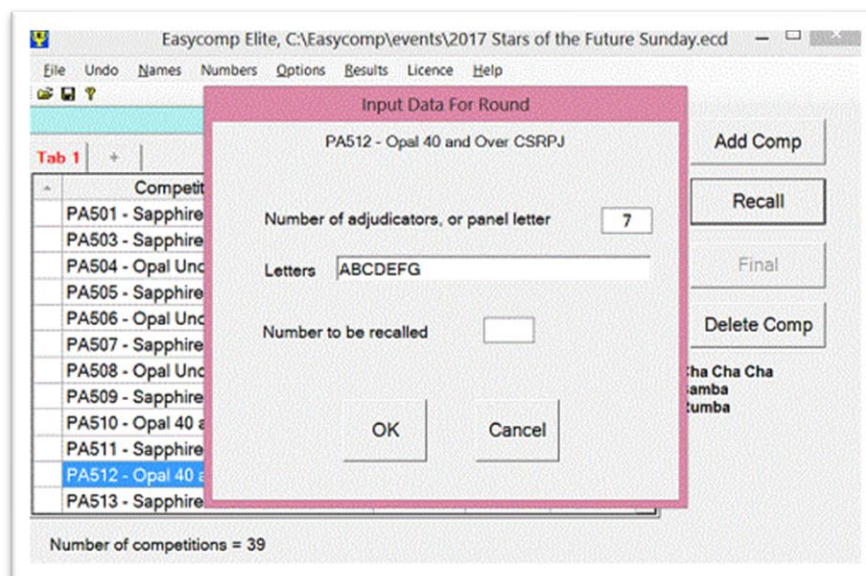 Easycomp Elite, C:\Easycomp\events\2017 Stars of the Future Sunday.ecd
File Undo Names Numbers Options Results Licence Help
Input Data For Round
PA512 - Opal 40 and Over CSRPJ
Number of adjudicators, or panel letter 7
Letters ABCDEFG
Number to be recalled
OK Cancel
Tab 1 +
Competit
PA501 - Sapphire
PA503 - Sapphire
PA504 - Opal Unc
PA505 - Sapphire
PA506 - Opal Unc
PA507 - Sapphire
PA508 - Opal Unc
PA509 - Sapphire
PA510 - Opal 40 a
PA511 - Sapphire
PA512 - Opal 40 a
PA513 - Sapphire
Add Comp
Recall
Final
Delete Comp
Cha Cha Cha
Samba
Rumba
Number of competitions = 39